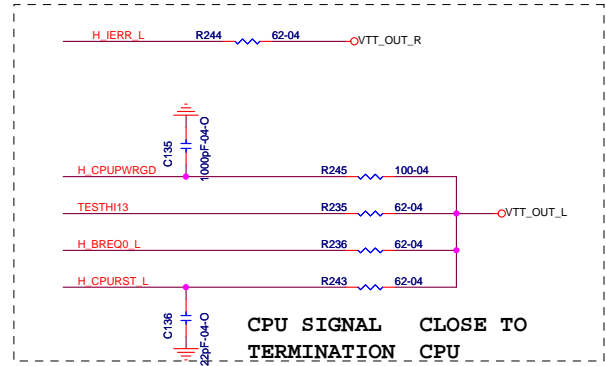 H_IERR_L R244 62-04 VTT_OUT_R
C135 1000pF-04-O
H_CPUPWRGD R245 100-04
TESTHI13 R235 62-04 VTT_OUT_L
H_BREQ0_L R236 62-04
H_CPURST_L R243 62-04
C136 22pF-04-O
CPU SIGNAL CLOSE TO
TERMINATION CPU